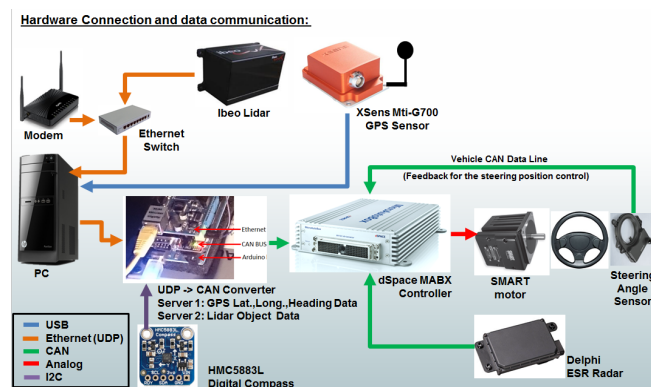 Hardware Connection and data communication:
Modem
Ethernet
Switch
ibeo
Ibeo Lidar
XSens Mti-G700
GPS Sensor
Vehicle CAN Data Line
(Feedback for the steering position control)
PC
Ethernet
CAN BUS
Arduino
UDP -> CAN Converter
Server 1: GPS Lat.,Long.,Heading Data
Server 2: Lidar Object Data
dSpace MABX
Controller
SMART
motor
Steering
Angle
Sensor
USB
Ethernet (UDP)
CAN
Analog
I2C
HMC5883L
Compass
HMC5883L
Digital Compass
Delphi
ESR Radar